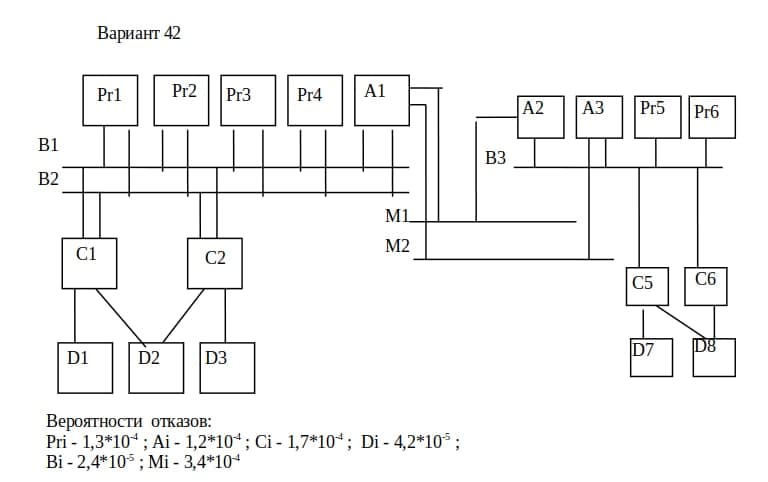 Вариант 42
Pr1 Pr2 Pr3 Pr4 A1 A2 A3 Pr5 Pr6
B1
B2
B3
M1
M2
C1 C2 C5 C6
D1 D2 D3 D7 D8
Вероятности отказов:
Pri - 1,3*10⁻⁴ ; Ai - 1,2*10⁻⁴ ; Ci - 1,7*10⁻⁴ ; Di - 4,2*10⁻⁵ ;
Bi - 2,4*10⁻⁵ ; Mi - 3,4*10⁻⁴